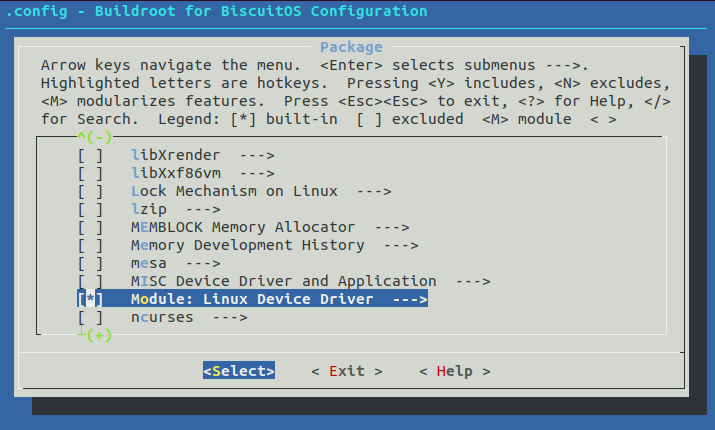 .config - Buildroot for BiscuitOS Configuration
Package
Arrow keys navigate the menu.  <Enter> selects submenus --->.
Highlighted letters are hotkeys.  Pressing <Y> includes, <N> excludes,
<M> modularizes features.  Press <Esc><Esc> to exit, <?> for Help, </>
for Search.  Legend: [*] built-in  [ ] excluded  <M> module  < >
^(-)
[ ]   libXrender  --->
[ ]   libXxf86vm  --->
[ ]   Lock Mechanism on Linux  --->
[ ]   lzip  --->
[ ]   MEMBLOCK Memory Allocator  --->
[ ]   Memory Development History  --->
[ ]   mesa  --->
[ ]   MISC Device Driver and Application  --->
[*]   Module: Linux Device Driver  --->
[ ]   ncurses  --->
┴(+)
<Select>    < Exit >    < Help >